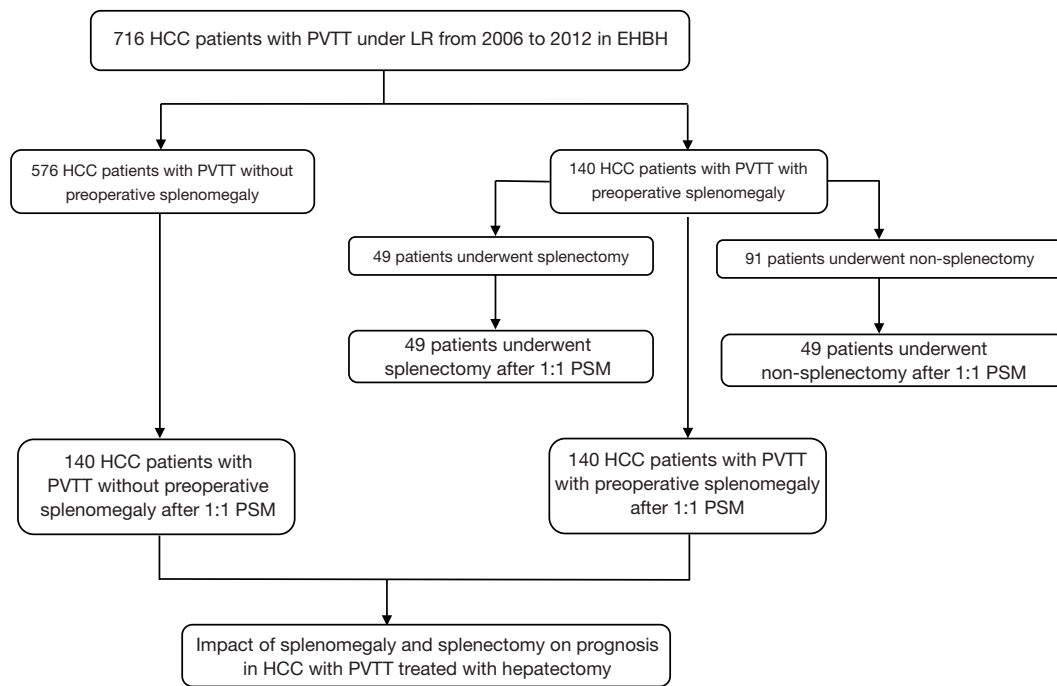 716 HCC patients with PVTT under LR from 2006 to 2012 in EHBH
576 HCC patients with PVTT without
preoperative splenomegaly
140 HCC patients with PVTT with
preoperative splenomegaly
49 patients underwent splenectomy
91 patients underwent non-splenectomy
49 patients underwent
splenectomy after 1:1 PSM
49 patients underwent
non-splenectomy after 1:1 PSM
140 HCC patients with
PVTT without preoperative
splenomegaly after 1:1 PSM
140 HCC patients with PVTT
with preoperative splenomegaly
after 1:1 PSM
Impact of splenomegaly and splenectomy on prognosis
in HCC with PVTT treated with hepatectomy